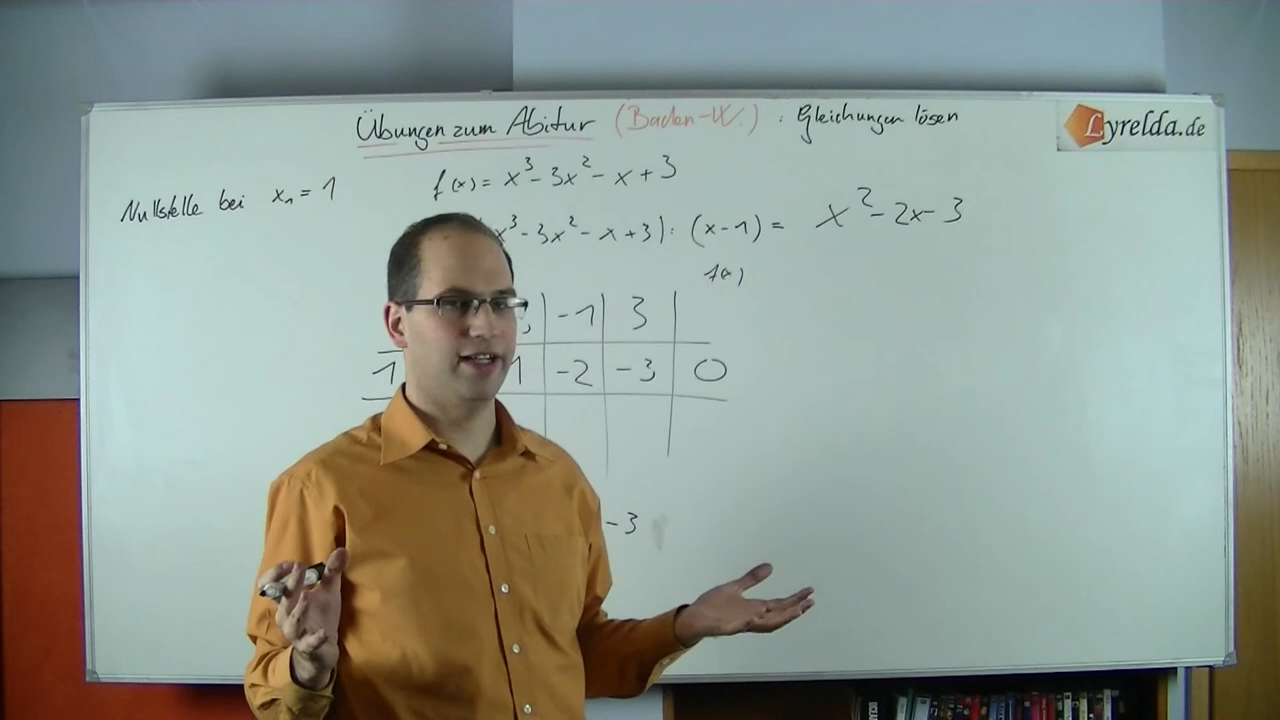 Übungen zum Abitur (Baden-W.) : Gleichungen lösen
Lyrelda.de
Nullstelle bei x₁ = 1
f(x) = x³ - 3x² - x + 3
x³ - 3x² - x + 3) : (x - 1) = x² - 2x - 3
f(x)
-1 3
1 1 -2 -3 0
-3